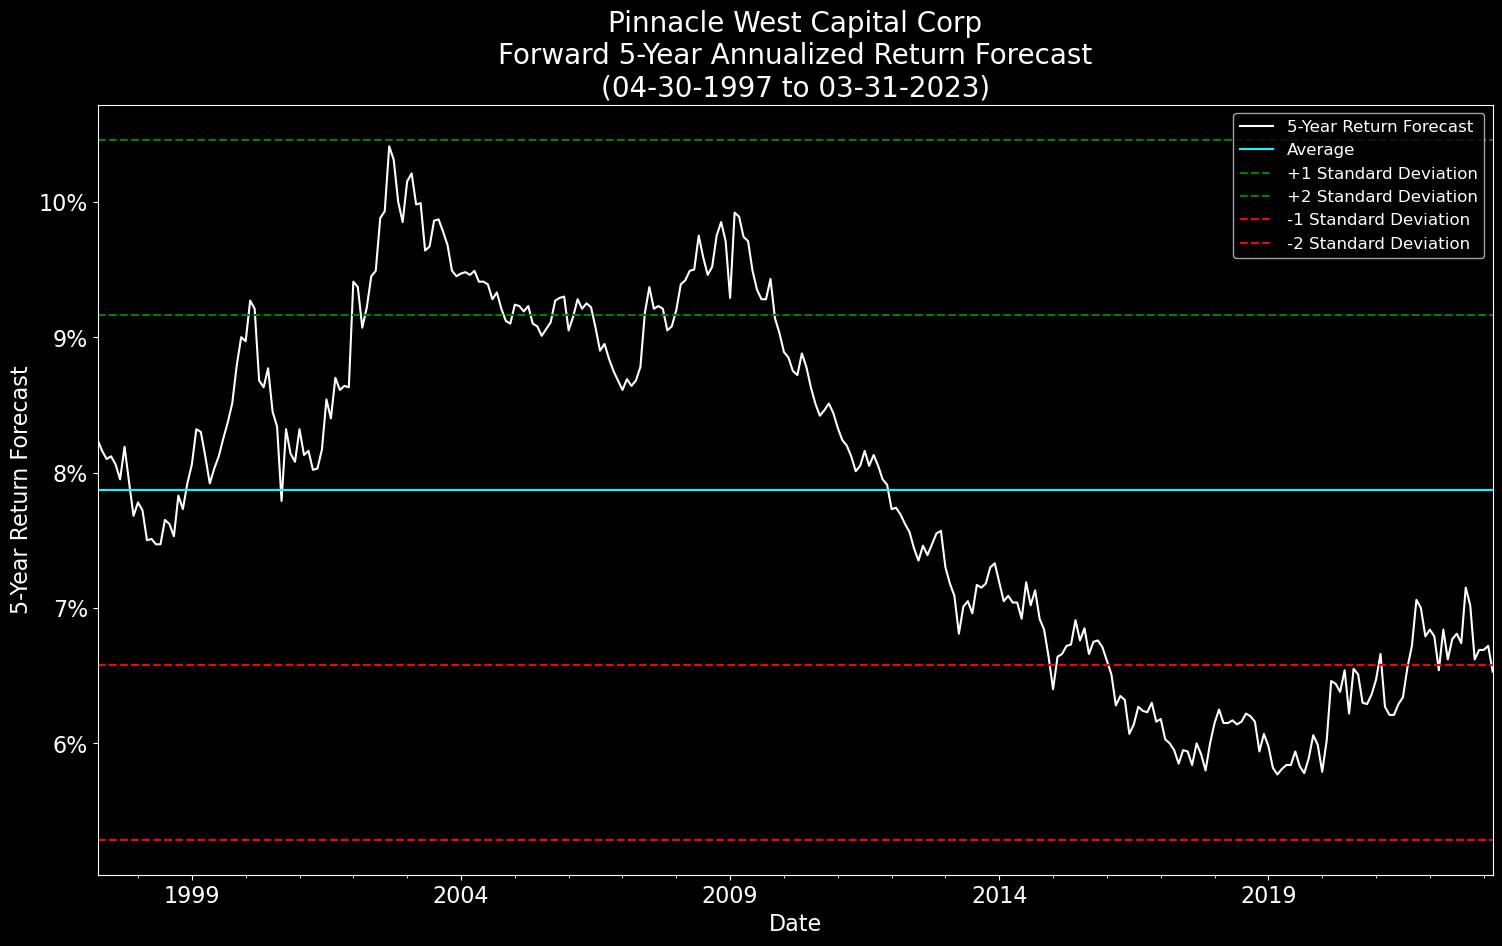 Pinnacle West Capital Corp
Forward 5-Year Annualized Return Forecast
(04-30-1997 to 03-31-2023)
5-Year Return Forecast
Average
+1 Standard Deviation
+2 Standard Deviation
-1 Standard Deviation
-2 Standard Deviation
5-Year Return Forecast
10%
9%
8%
7%
6%
1999
2004
2009
2014
2019
Date